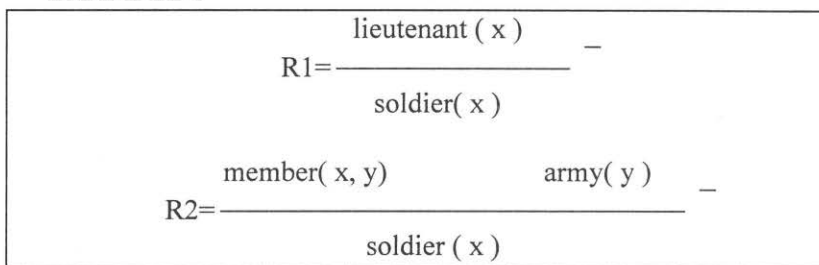 lieutenant ( x )
R1= –
soldier( x )
member( x, y) army( y )
R2= –
soldier ( x )